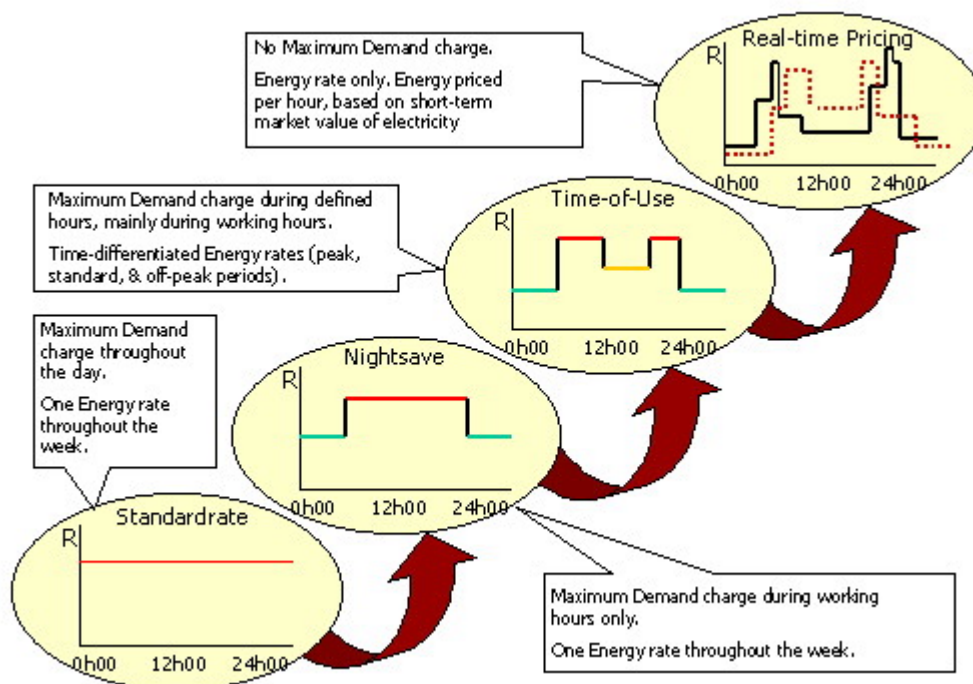 Real-time Pricing
R
0h00 12h00 24h00
No Maximum Demand charge.
Energy rate only. Energy priced
per hour, based on short-term
market value of electricity
Time-of-Use
R
0h00 12h00 24h00
Maximum Demand charge during defined
hours, mainly during working hours.
Time-differentiated Energy rates (peak,
standard, & off-peak periods).
Nightsave
R
0h00 12h00 24h00
Maximum Demand
charge throughout
the day.
One Energy rate
throughout the
week.
Standardrate
R
0h00 12h00 24h00
Maximum Demand charge during working
hours only.
One Energy rate throughout the week.